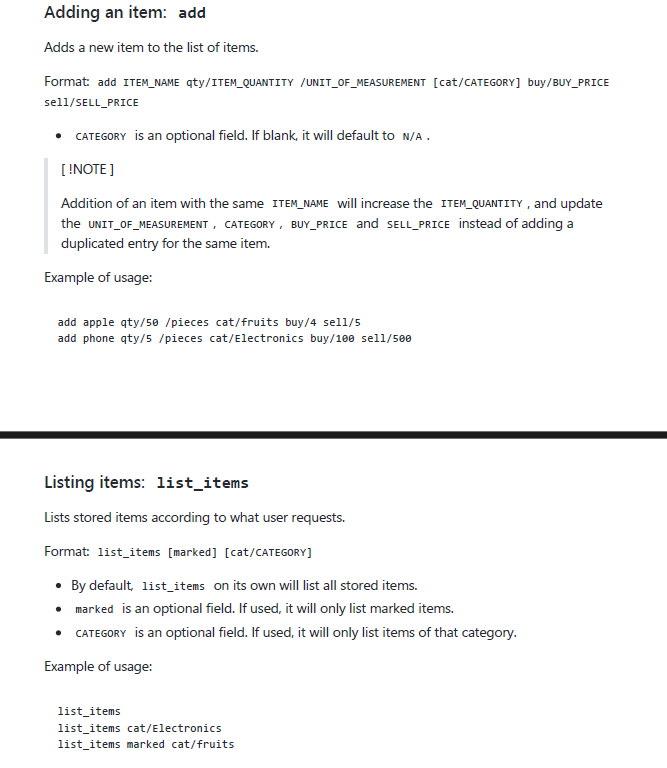 Adding an item: add
Adds a new item to the list of items.
Format: add ITEM_NAME qty/ITEM_QUANTITY /UNIT_OF_MEASUREMENT [cat/CATEGORY] buy/BUY_PRICE
sell/SELL_PRICE
• CATEGORY is an optional field. If blank, it will default to N/A .
[ !NOTE ]
Addition of an item with the same ITEM_NAME will increase the ITEM_QUANTITY , and update
the UNIT_OF_MEASUREMENT , CATEGORY , BUY_PRICE and SELL_PRICE instead of adding a
duplicated entry for the same item.
Example of usage:
add apple qty/50 /pieces cat/fruits buy/4 sell/5
add phone qty/5 /pieces cat/Electronics buy/100 sell/500
Listing items: list_items
Lists stored items according to what user requests.
Format: list_items [marked] [cat/CATEGORY]
• By default, list_items on its own will list all stored items.
• marked is an optional field. If used, it will only list marked items.
• CATEGORY is an optional field. If used, it will only list items of that category.
Example of usage:
list_items
list_items cat/Electronics
list_items marked cat/fruits